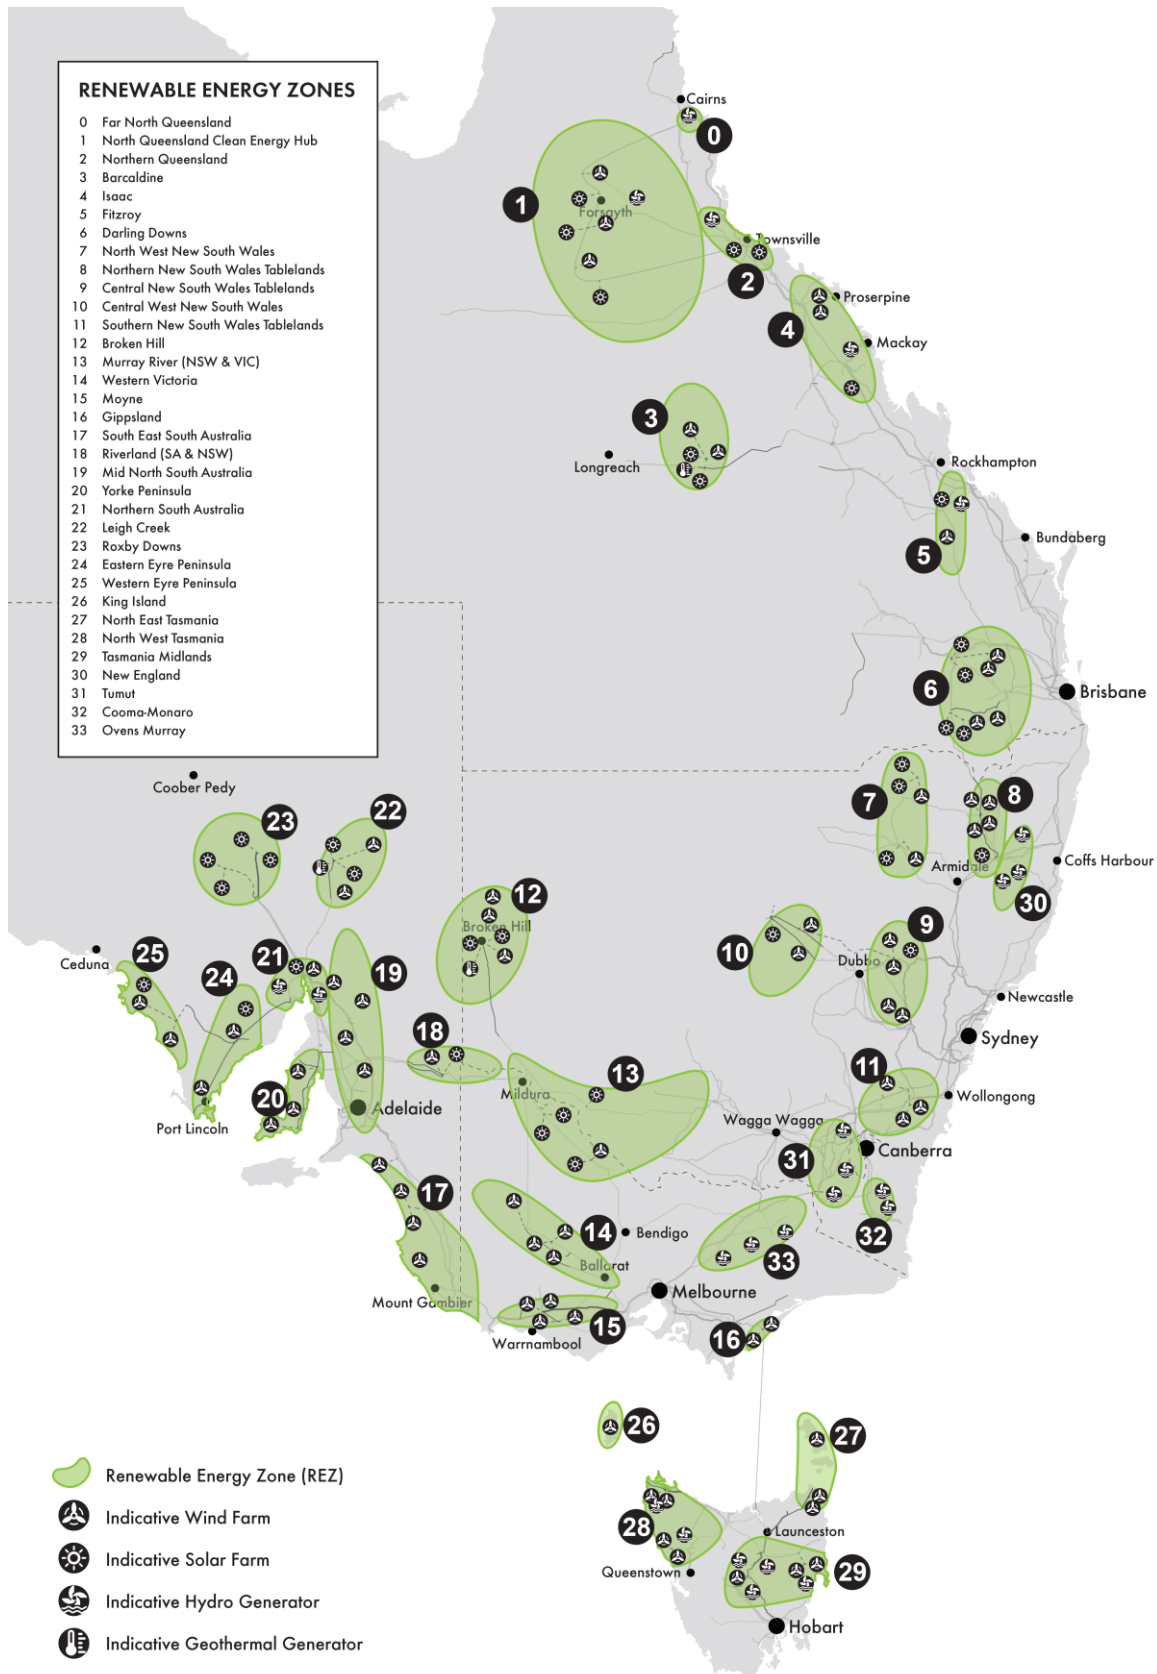 RENEWABLE ENERGY ZONES
0 Far North Queensland
1 North Queensland Clean Energy Hub
2 Northern Queensland
3 Barcaldine
4 Isaac
5 Fitzroy
6 Darling Downs
7 North West New South Wales
8 Northern New South Wales Tablelands
9 Central New South Wales Tablelands
10 Central West New South Wales
11 Southern New South Wales Tablelands
12 Broken Hill
13 Murray River (NSW & VIC)
14 Western Victoria
15 Moyne
16 Gippsland
17 South East South Australia
18 Riverland (SA & NSW)
19 Mid North South Australia
20 Yorke Peninsula
21 Northern South Australia
22 Leigh Creek
23 Roxby Downs
24 Eastern Eyre Peninsula
25 Western Eyre Peninsula
26 King Island
27 North East Tasmania
28 North West Tasmania
29 Tasmania Midlands
30 New England
31 Tumut
32 Cooma-Monaro
33 Ovens Murray
Cairns
0
1
Forsayth
Townsville
2
Proserpine
4
Mackay
3
Longreach
Rockhampton
5
Bundaberg
6
Brisbane
Coober Pedy
7
8
23
22
Armidale
Coffs Harbour
30
12
Broken Hill
9
10
25
Ceduna
21
24
19
Dubbo
Newcastle
18
Sydney
13
Mildura
11
Wollongong
20
Adelaide
Port Lincoln
Wagga Wagga
31
Canberra
17
14
Bendigo
32
33
Ballarat
Melbourne
Mount Gambier
15
16
Warrnambool
26
27
28
Launceston
Queenstown
29
Hobart
Renewable Energy Zone (REZ)
Indicative Wind Farm
Indicative Solar Farm
Indicative Hydro Generator
Indicative Geothermal Generator